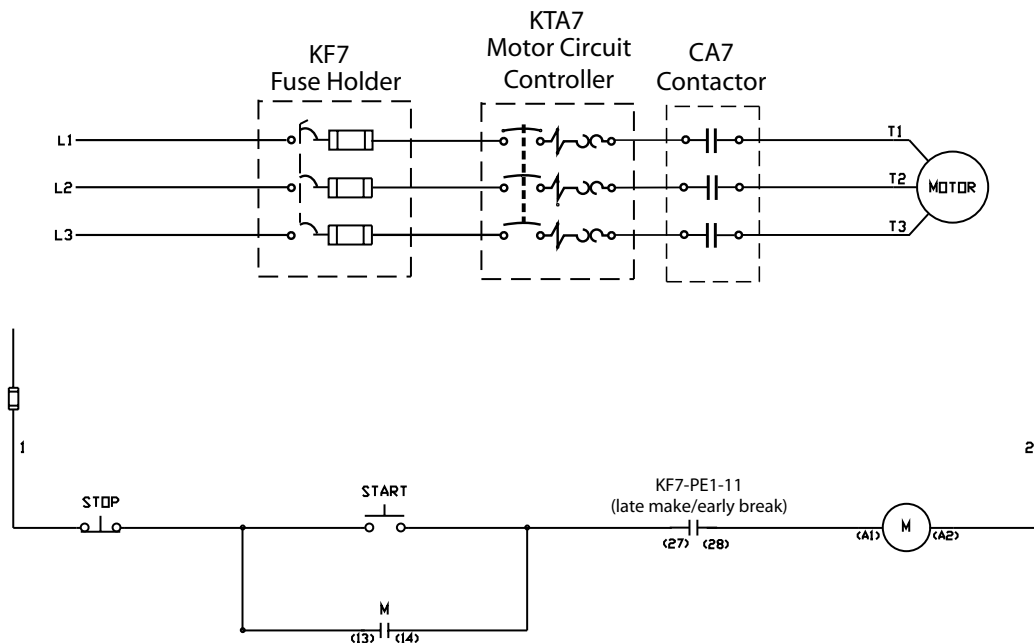 KF7
Fuse Holder
KTA7
Motor Circuit
Controller
CA7
Contactor
L1
T1
L2
T2
MOTOR
L3
T3
1
2
STOP
START
KF7-PE1-11
(late make/early break)
(27)
(28)
(A1)
M
(A2)
M
(13)
(14)